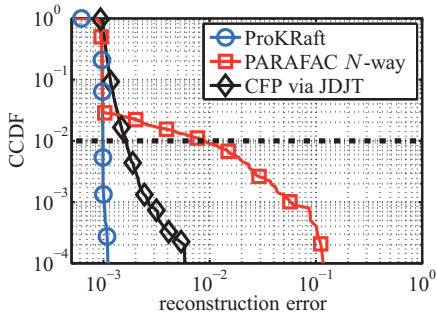 10^0
10^-1
10^-2
10^-3
10^-4
CCDF
ProKRaft
PARAFAC N-way
CFP via JDJT
10^-3
10^-2
10^-1
10^0
reconstruction error